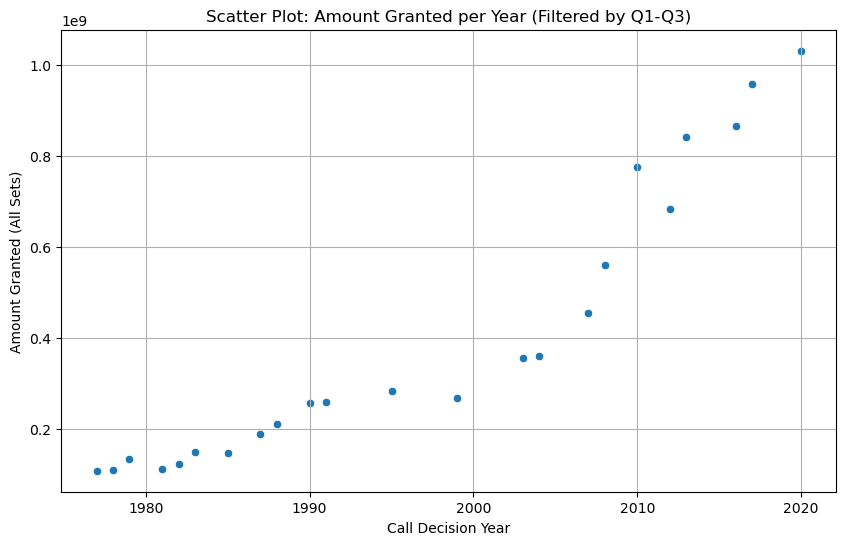 Scatter Plot: Amount Granted per Year (Filtered by Q1-Q3)
1e9
1.0
0.8
0.6
0.4
0.2
Amount Granted (All Sets)
1980 1990 2000 2010 2020
Call Decision Year